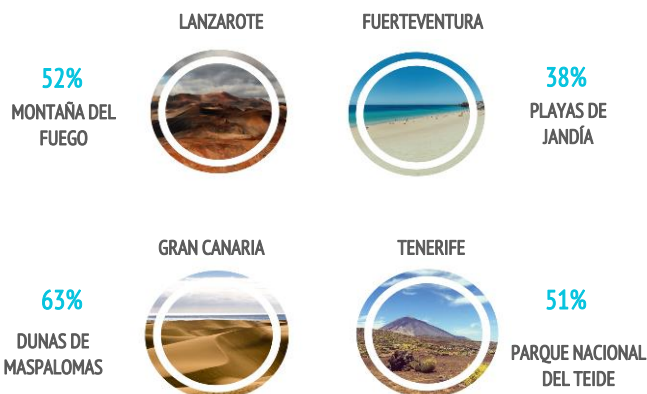 LANZAROTE
FUERTEVENTURA
52%
MONTAÑA DEL
FUEGO
38%
PLAYAS DE
JANDÍA
GRAN CANARIA
TENERIFE
63%
DUNAS DE
MASPALOMAS
51%
PARQUE NACIONAL
DEL TEIDE